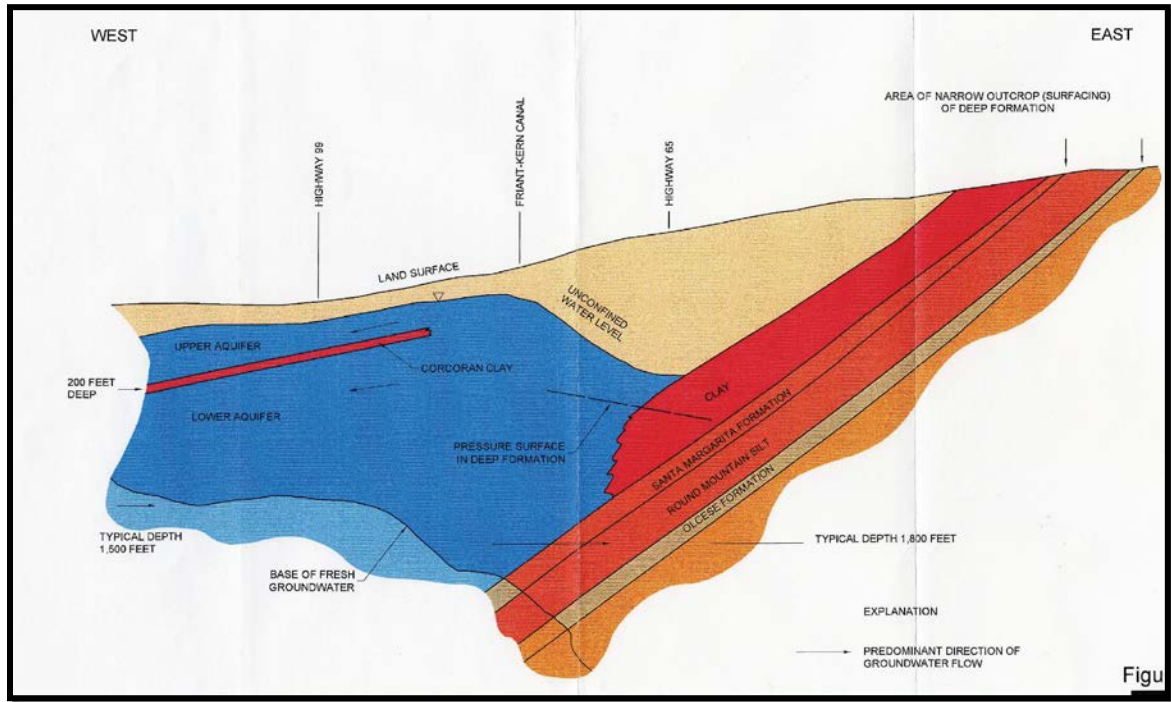 WEST
EAST
AREA OF NARROW OUTCROP (SURFACING)
OF DEEP FORMATION
HIGHWAY 99
FRIANT-KERN CANAL
HIGHWAY 65
LAND SURFACE
UNCONFINED
WATER LEVEL
UPPER AQUIFER
CORCORAN CLAY
200 FEET
DEEP
LOWER AQUIFER
CLAY
PRESSURE SURFACE
IN DEEP FORMATION
SANTA MARGARITA FORMATION
ROUND MOUNTAIN SILT
OLCESE FORMATION
TYPICAL DEPTH
1,500 FEET
TYPICAL DEPTH 1,800 FEET
BASE OF FRESH
GROUNDWATER
EXPLANATION
PREDOMINANT DIRECTION OF
GROUNDWATER FLOW
Figu